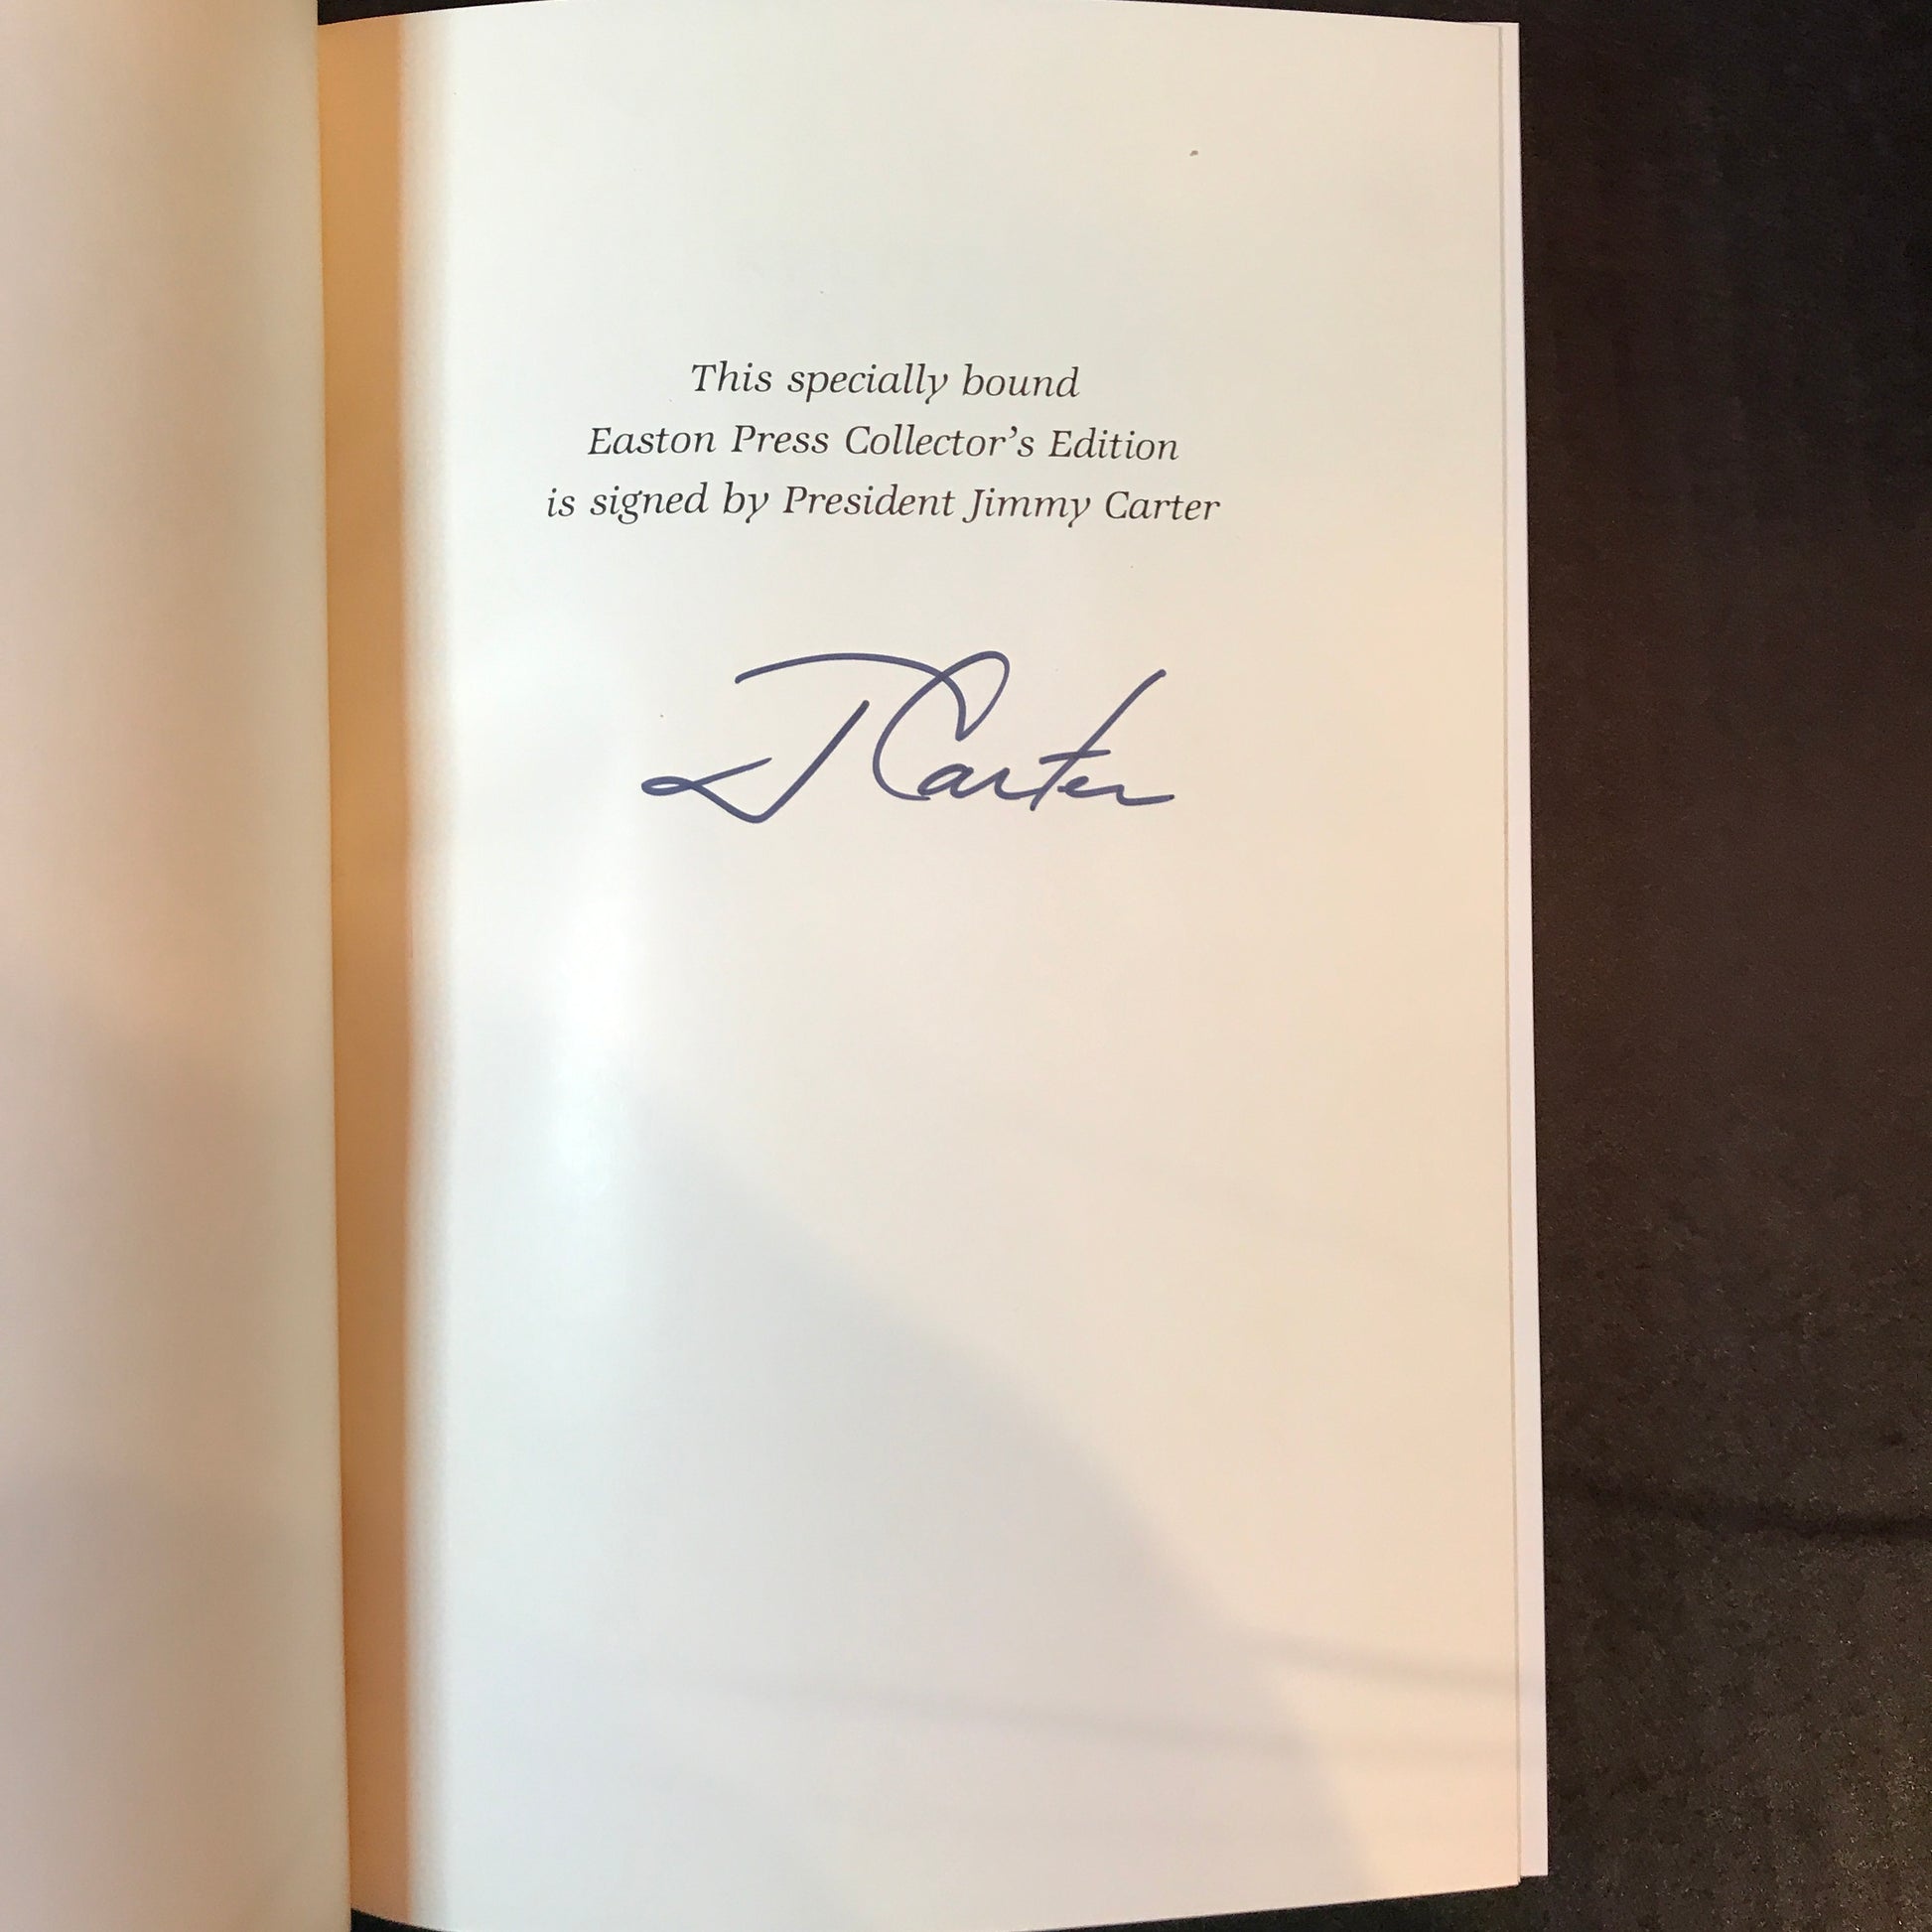 This specially bound
Easton Press Collector's Edition
is signed by President Jimmy Carter
J Carter